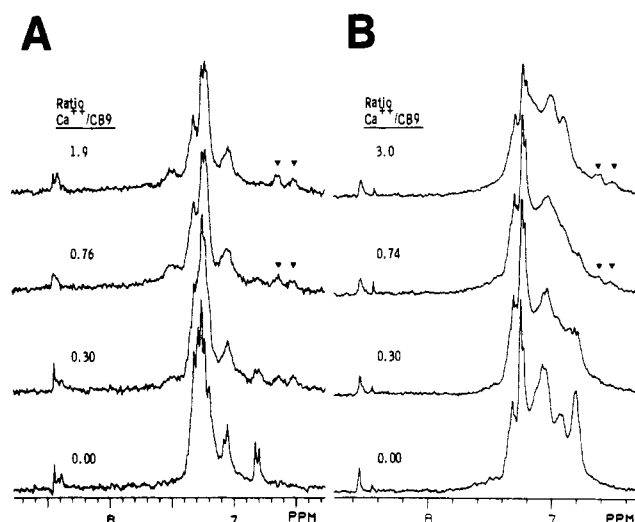 A
Ratio
Ca++/CB9
1.9
0.76
0.30
0.00
8 7 PPM
B
Ratio
Ca++/CB9
3.0
0.74
0.30
0.00
8 7 PPM